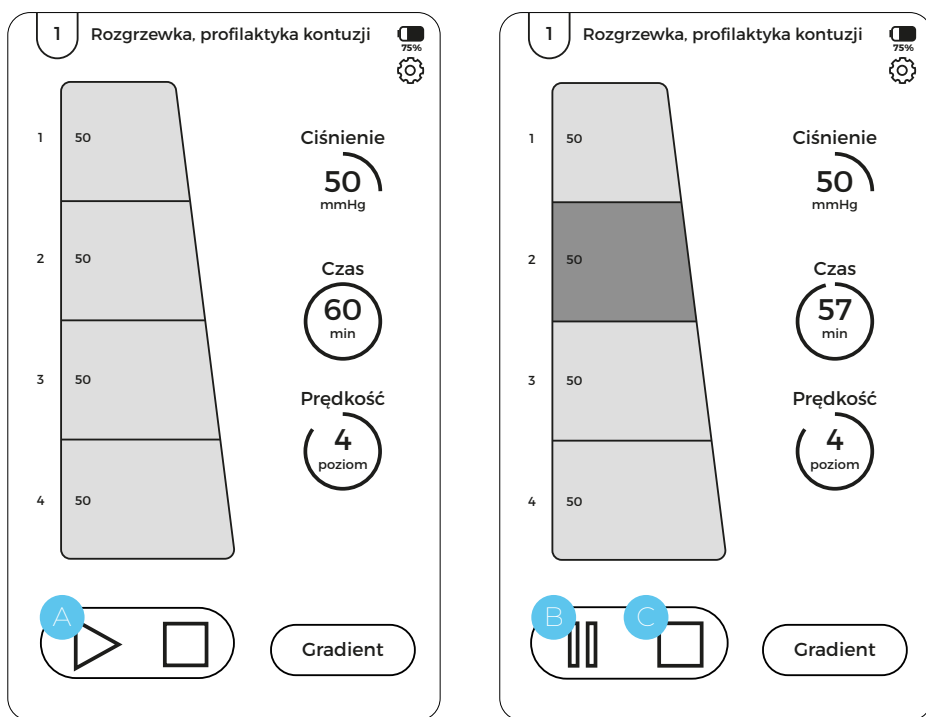 1 Rozgrzewka, profilaktyka kontuzji
75%
1 50
Ciśnienie
50
mmHg
2 50
Czas
60
min
3 50
Prędkość
4
poziom
4 50
A
Gradient
1 Rozgrzewka, profilaktyka kontuzji
75%
1 50
Ciśnienie
50
mmHg
2 50
Czas
57
min
3 50
Prędkość
4
poziom
4 50
B C
Gradient